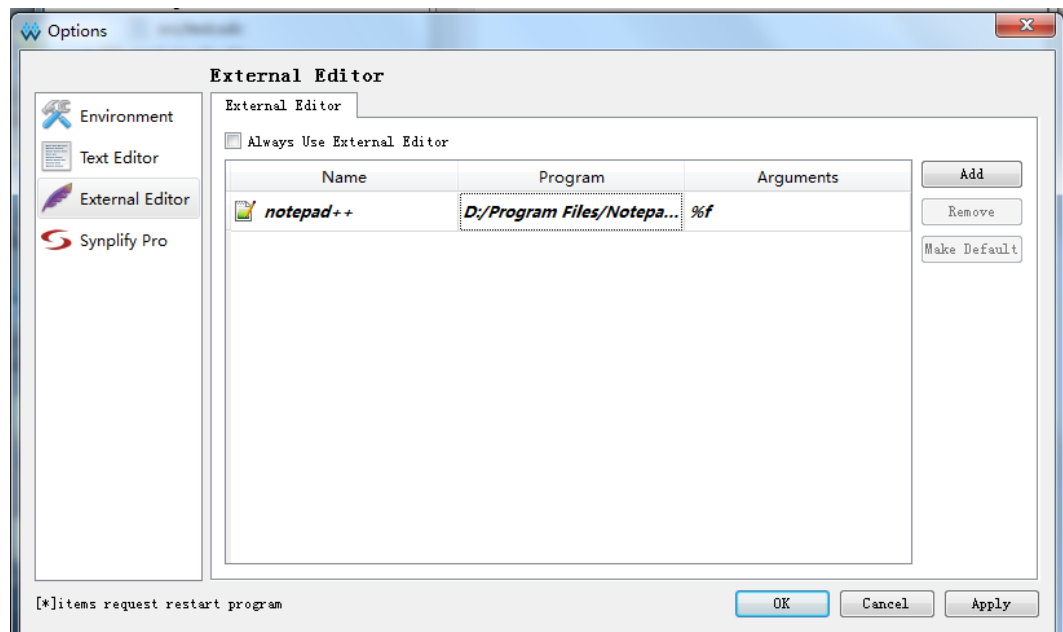 Options
External Editor
Environment
Text Editor
External Editor
Synplify Pro
External Editor
Always Use External Editor
Name Program Arguments
notepad++ D:/Program Files/Notepa... %f
Add
Remove
Make Default
[*]items request restart program
OK Cancel Apply